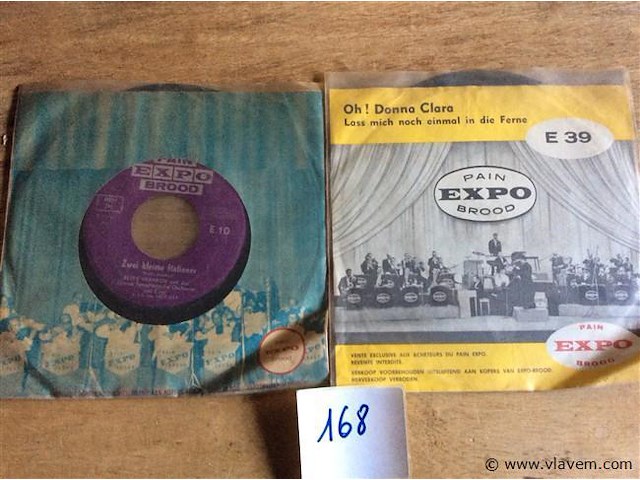 PAIN
EXPO
BROOD
E 10
Zwei kleine Italiener
EXPO
Oh! Donna Clara
Lass mich noch einmal in die Ferne
E 39
PAIN
EXPO
BROOD
PAIN
EXPO
BROOD
VENTE EXCLUSIVE AUX ACHETEURS DU PAIN EXPO.
REVENTE INTERDITE.
VERKOOP VOORBEHOUDEN UITSLUITEND AAN KOPERS VAN EXPO-BROOD.
HERVERKOOP VERBODEN.
168
© www.vlavem.com